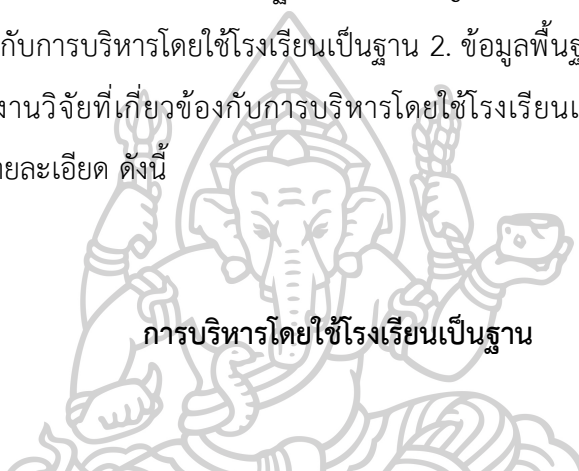 กับการบริหารโดยใช้โรงเรียนเป็นฐาน 2. ข้อมูลพื้นฐ
งานวิจัยที่เกี่ยวข้องกับการบริหารโดยใช้โรงเรียนเ
ายละเอียด ดังนี้
การบริหารโดยใช้โรงเรียนเป็นฐาน